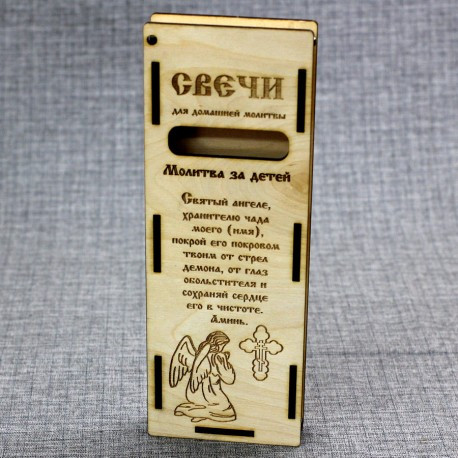 СВЕЧИ
для домашней молитвы
Молитва за детей
Святый ангеле,
хранителю чада
моего (имя),
покрой его покровом
твоим от стрел
демона, от глаз
обольстителя и
сохраняй сердце
его в чистоте.
Аминь.